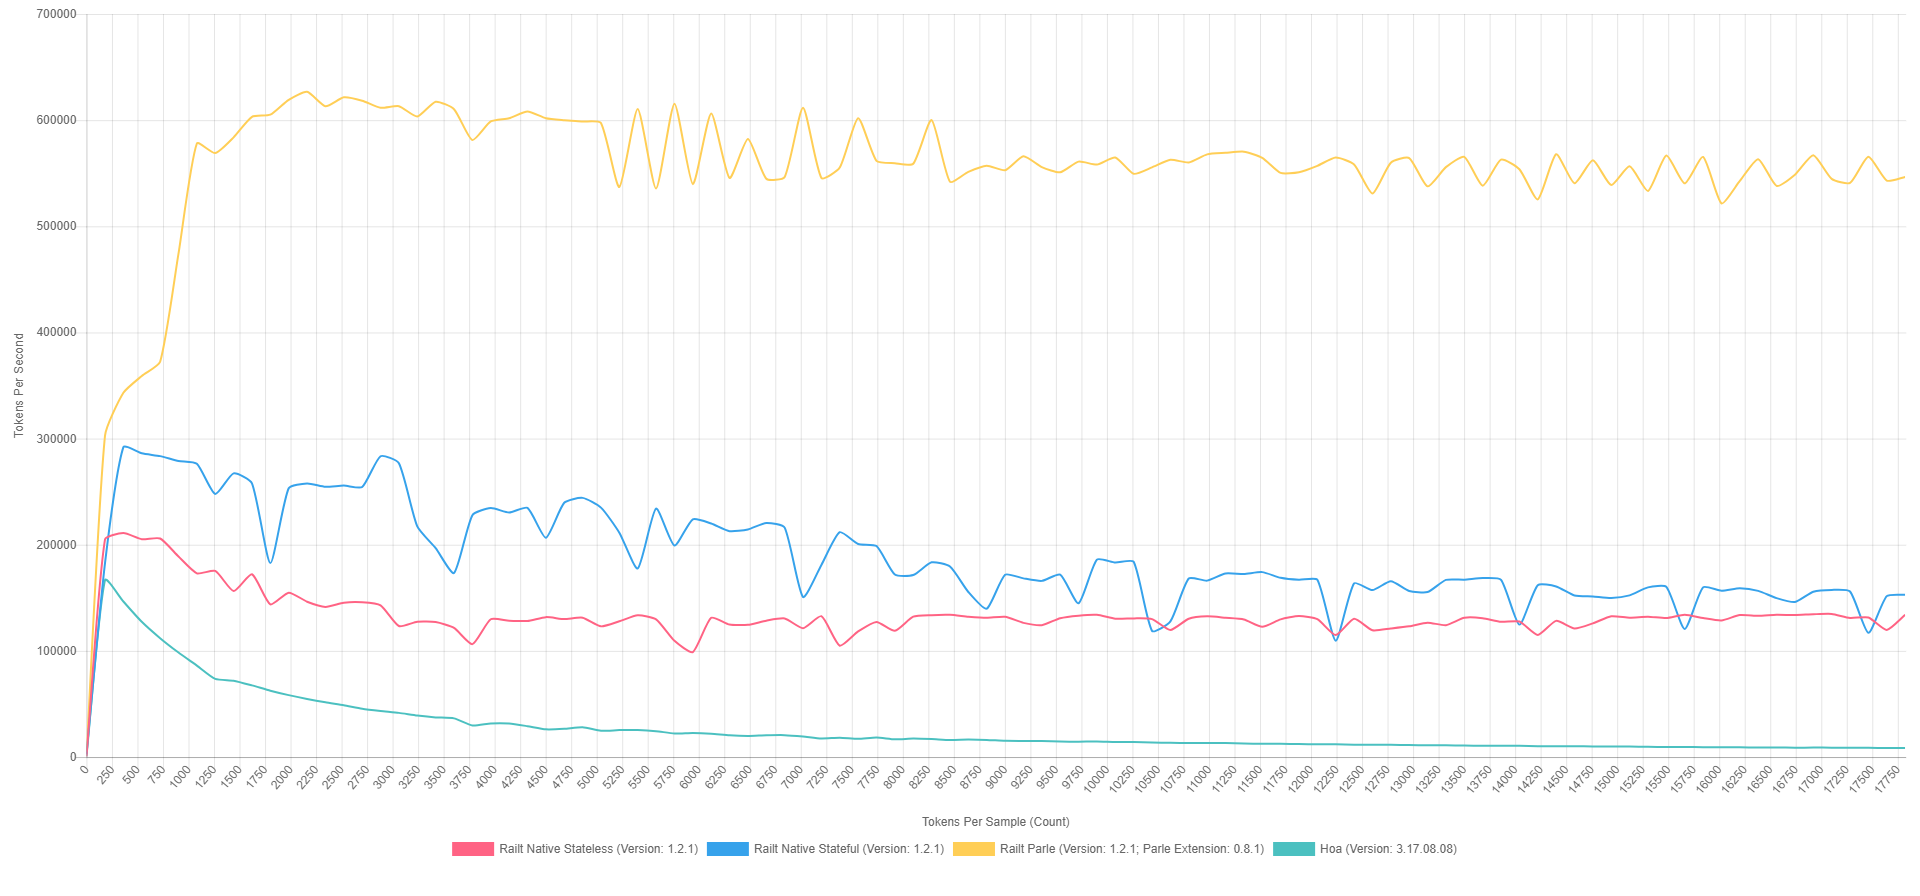 700000
600000
500000
400000
300000
200000
100000
0
Tokens Per Second
0 250 500 750 1000 1250 1500 1750 2000 2250 2500 2750 3000 3250 3500 3750 4000 4250 4500 4750 5000 5250 5500 5750 6000 6250 6500 6750 7000 7250 7500 7750 8000 8250 8500 8750 9000 9250 9500 9750 10000 10250 10500 10750 11000 11250 11500 11750 12000 12250 12500 12750 13000 13250 13500 13750 14000 14250 14500 14750 15000 15250 15500 15750 16000 16250 16500 16750 17000 17250 17500 17750
Tokens Per Sample (Count)
Railt Native Stateless (Version: 1.2.1) Railt Native Stateful (Version: 1.2.1) Railt Parle (Version: 1.2.1; Parle Extension: 0.8.1) Hoa (Version: 3.17.08.08)